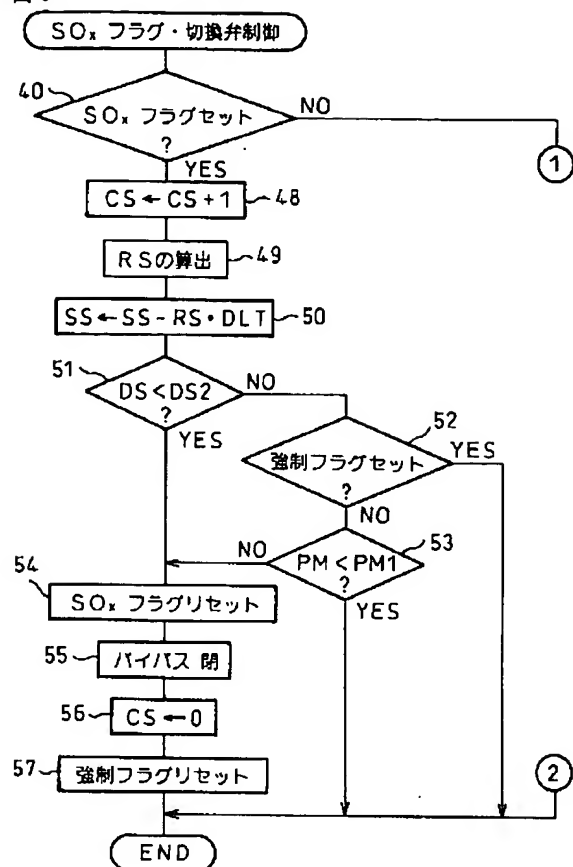 SOx フラグ・切換弁制御
40
SOx フラグセット
?
NO
1
YES
CS←CS+1
48
RSの算出
49
SS←SS-RS・DLT
50
51
DS<DS2
?
NO
YES
52
強制フラグセット
?
YES
NO
53
PM<PM1
?
NO
YES
54
SOx フラグリセット
55
バイパス 閉
56
CS←0
57
強制フラグリセット
2
END